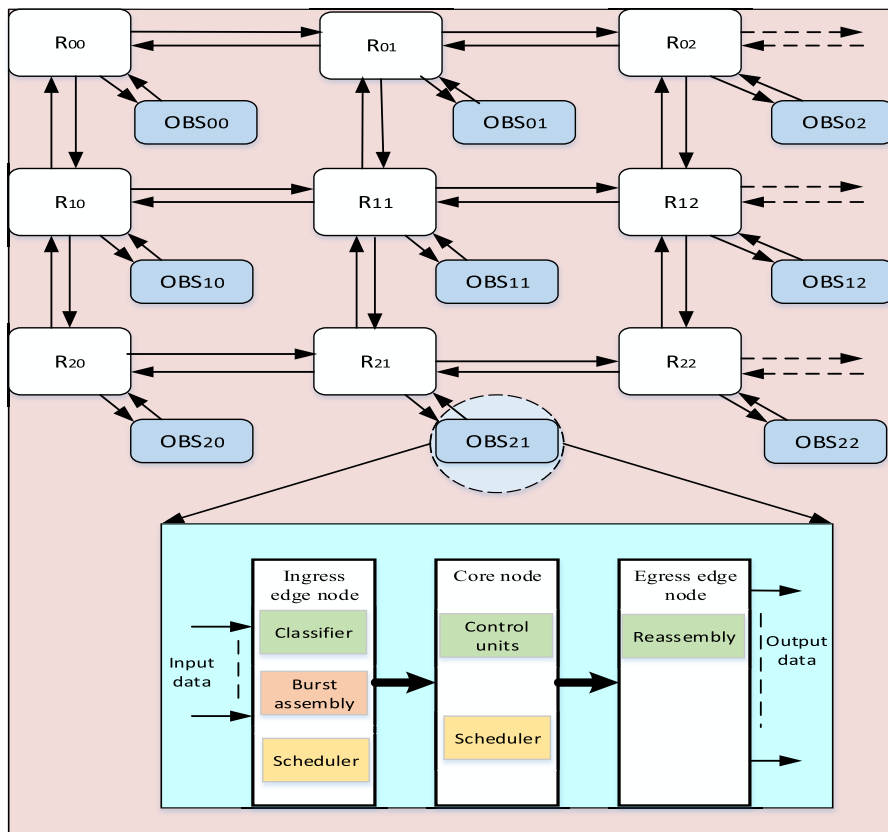 R00
R01
R02
OBS00
OBS01
OBS02
R10
R11
R12
OBS10
OBS11
OBS12
R20
R21
R22
OBS20
OBS21
OBS22
Ingress
edge node
Core node
Egress edge
node
Classifier
Control
units
Reassembly
Input
data
Output
data
Burst
assembly
Scheduler
Scheduler